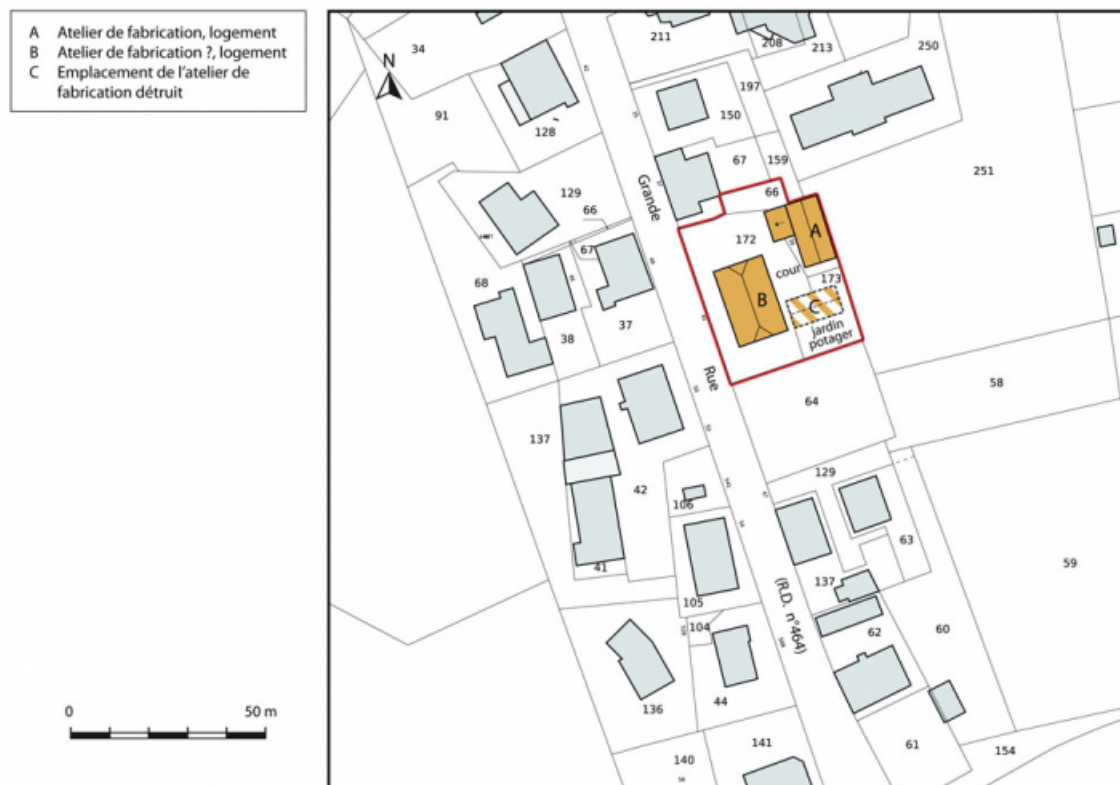 A Atelier de fabrication, logement
B Atelier de fabrication ?, logement
C Emplacement de l'atelier de
fabrication détruit
N
34
211
208
213
250
91
128
197
150
67
159
251
129
66
66
Grande
172
A
67
cour
173
68
B
C
jardin
potager
38
37
Rue
58
64
137
42
129
106
63
59
41
137
105
(R.D. n°464)
104
62
60
0 50 m
136
44
61
154
140
141